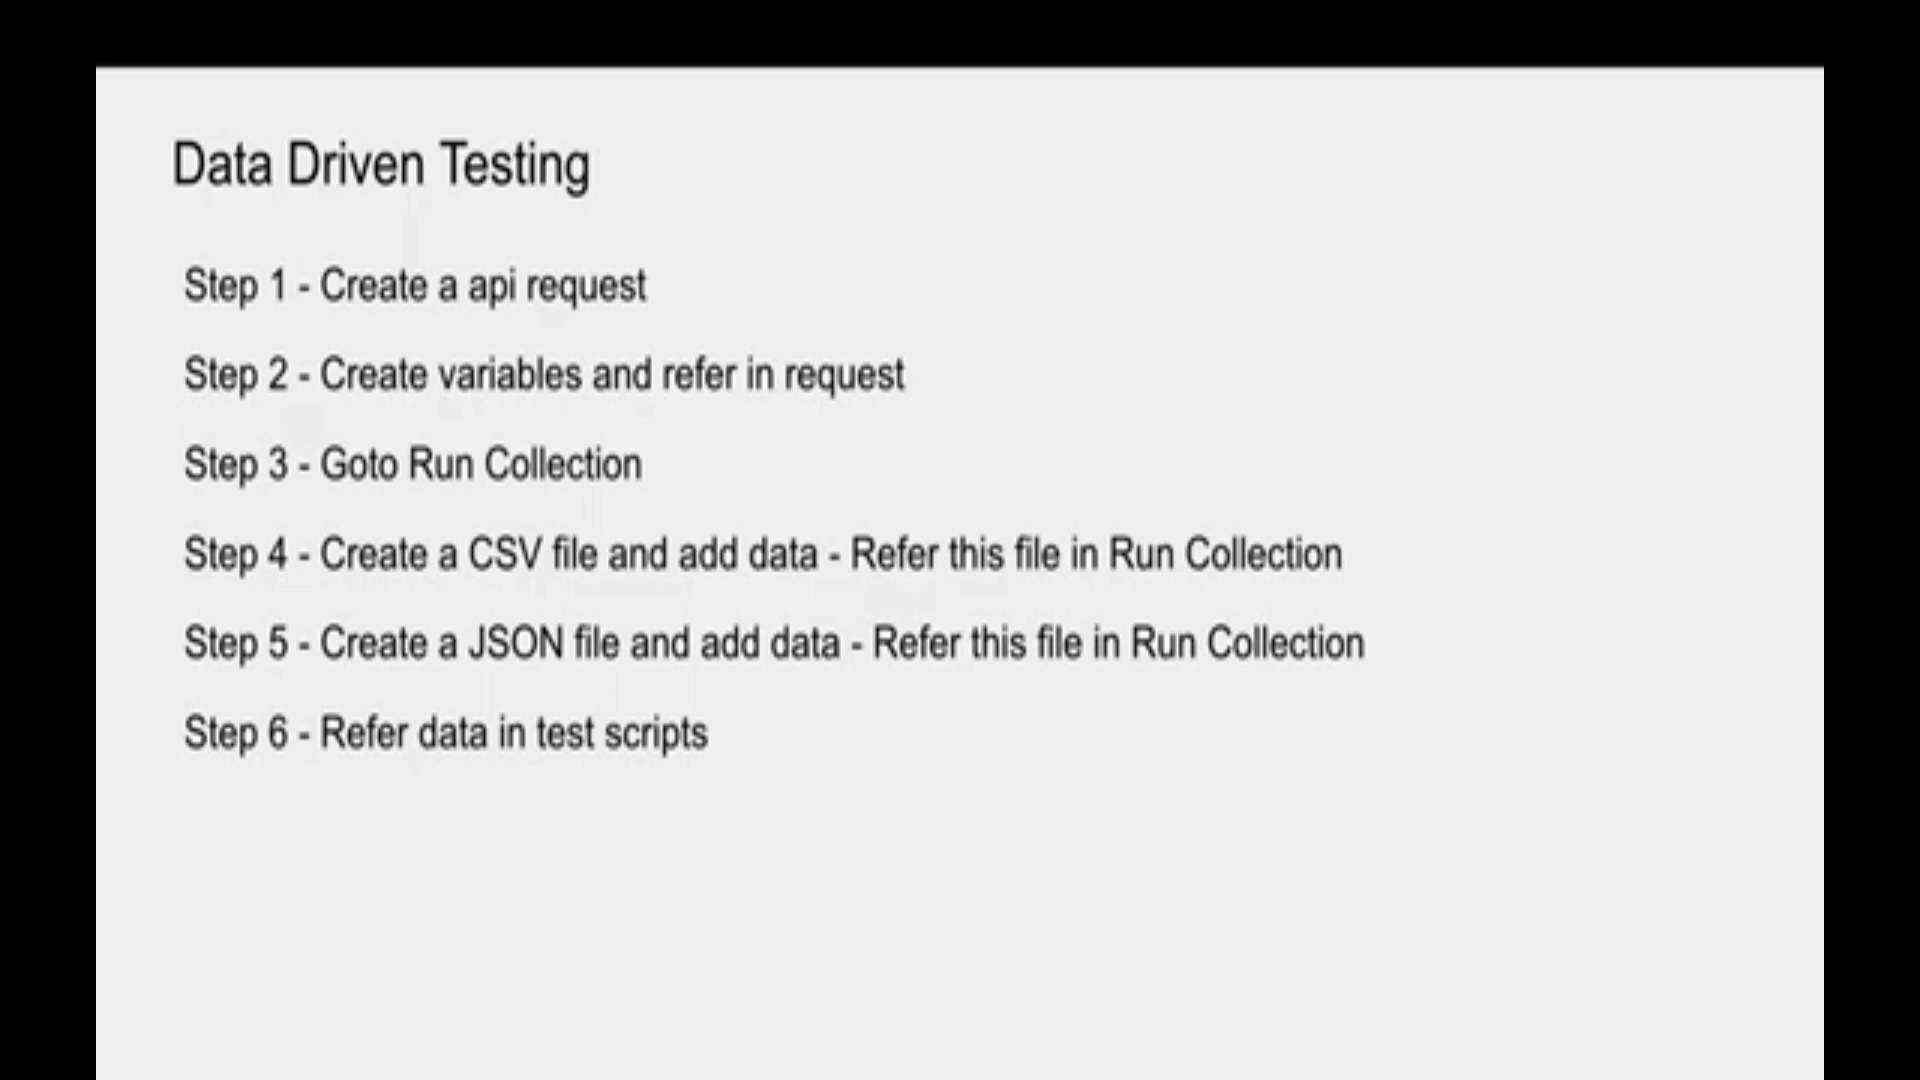 Data Driven Testing
Step 1 - Create a api request
Step 2 - Create variables and refer in request
Step 3 - Goto Run Collection
Step 4 - Create a CSV file and add data - Refer this file in Run Collection
Step 5 - Create a JSON file and add data - Refer this file in Run Collection
Step 6 - Refer data in test scripts